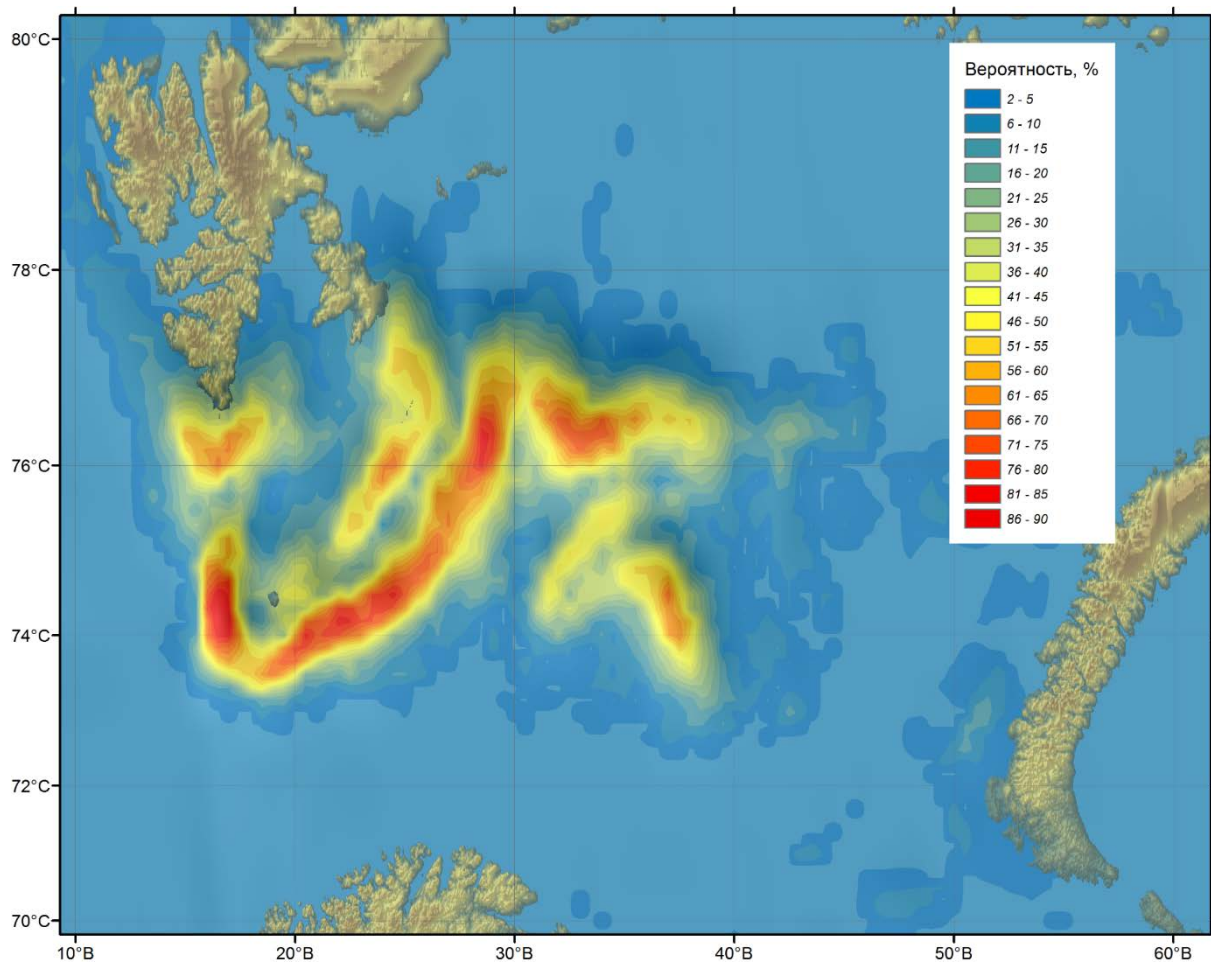 80°С
78°С
76°С
74°С
72°С
70°С
10°В
20°В
30°В
40°В
50°В
60°В
Вероятность, %
2 - 5
6 - 10
11 - 15
16 - 20
21 - 25
26 - 30
31 - 35
36 - 40
41 - 45
46 - 50
51 - 55
56 - 60
61 - 65
66 - 70
71 - 75
76 - 80
81 - 85
86 - 90